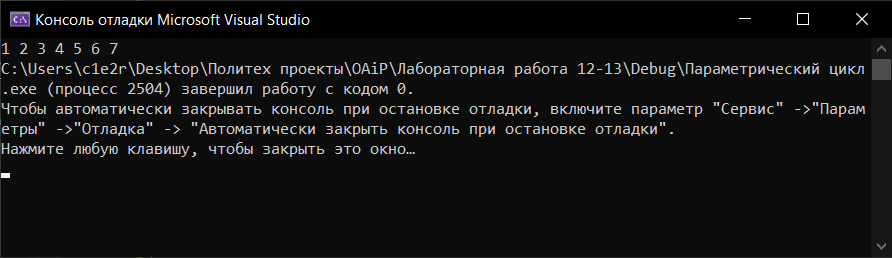 Консоль отладки Microsoft Visual Studio
1 2 3 4 5 6 7
C:\Users\c1e2r\Desktop\Политех проекты\OAiP\Лабораторная работа 12-13\Debug\Параметрический цикл
.exe (процесс 2504) завершил работу с кодом 0.
Чтобы автоматически закрывать консоль при остановке отладки, включите параметр "Сервис" ->"Парам
етры" ->"Отладка" -> "Автоматически закрыть консоль при остановке отладки".
Нажмите любую клавишу, чтобы закрыть это окно…